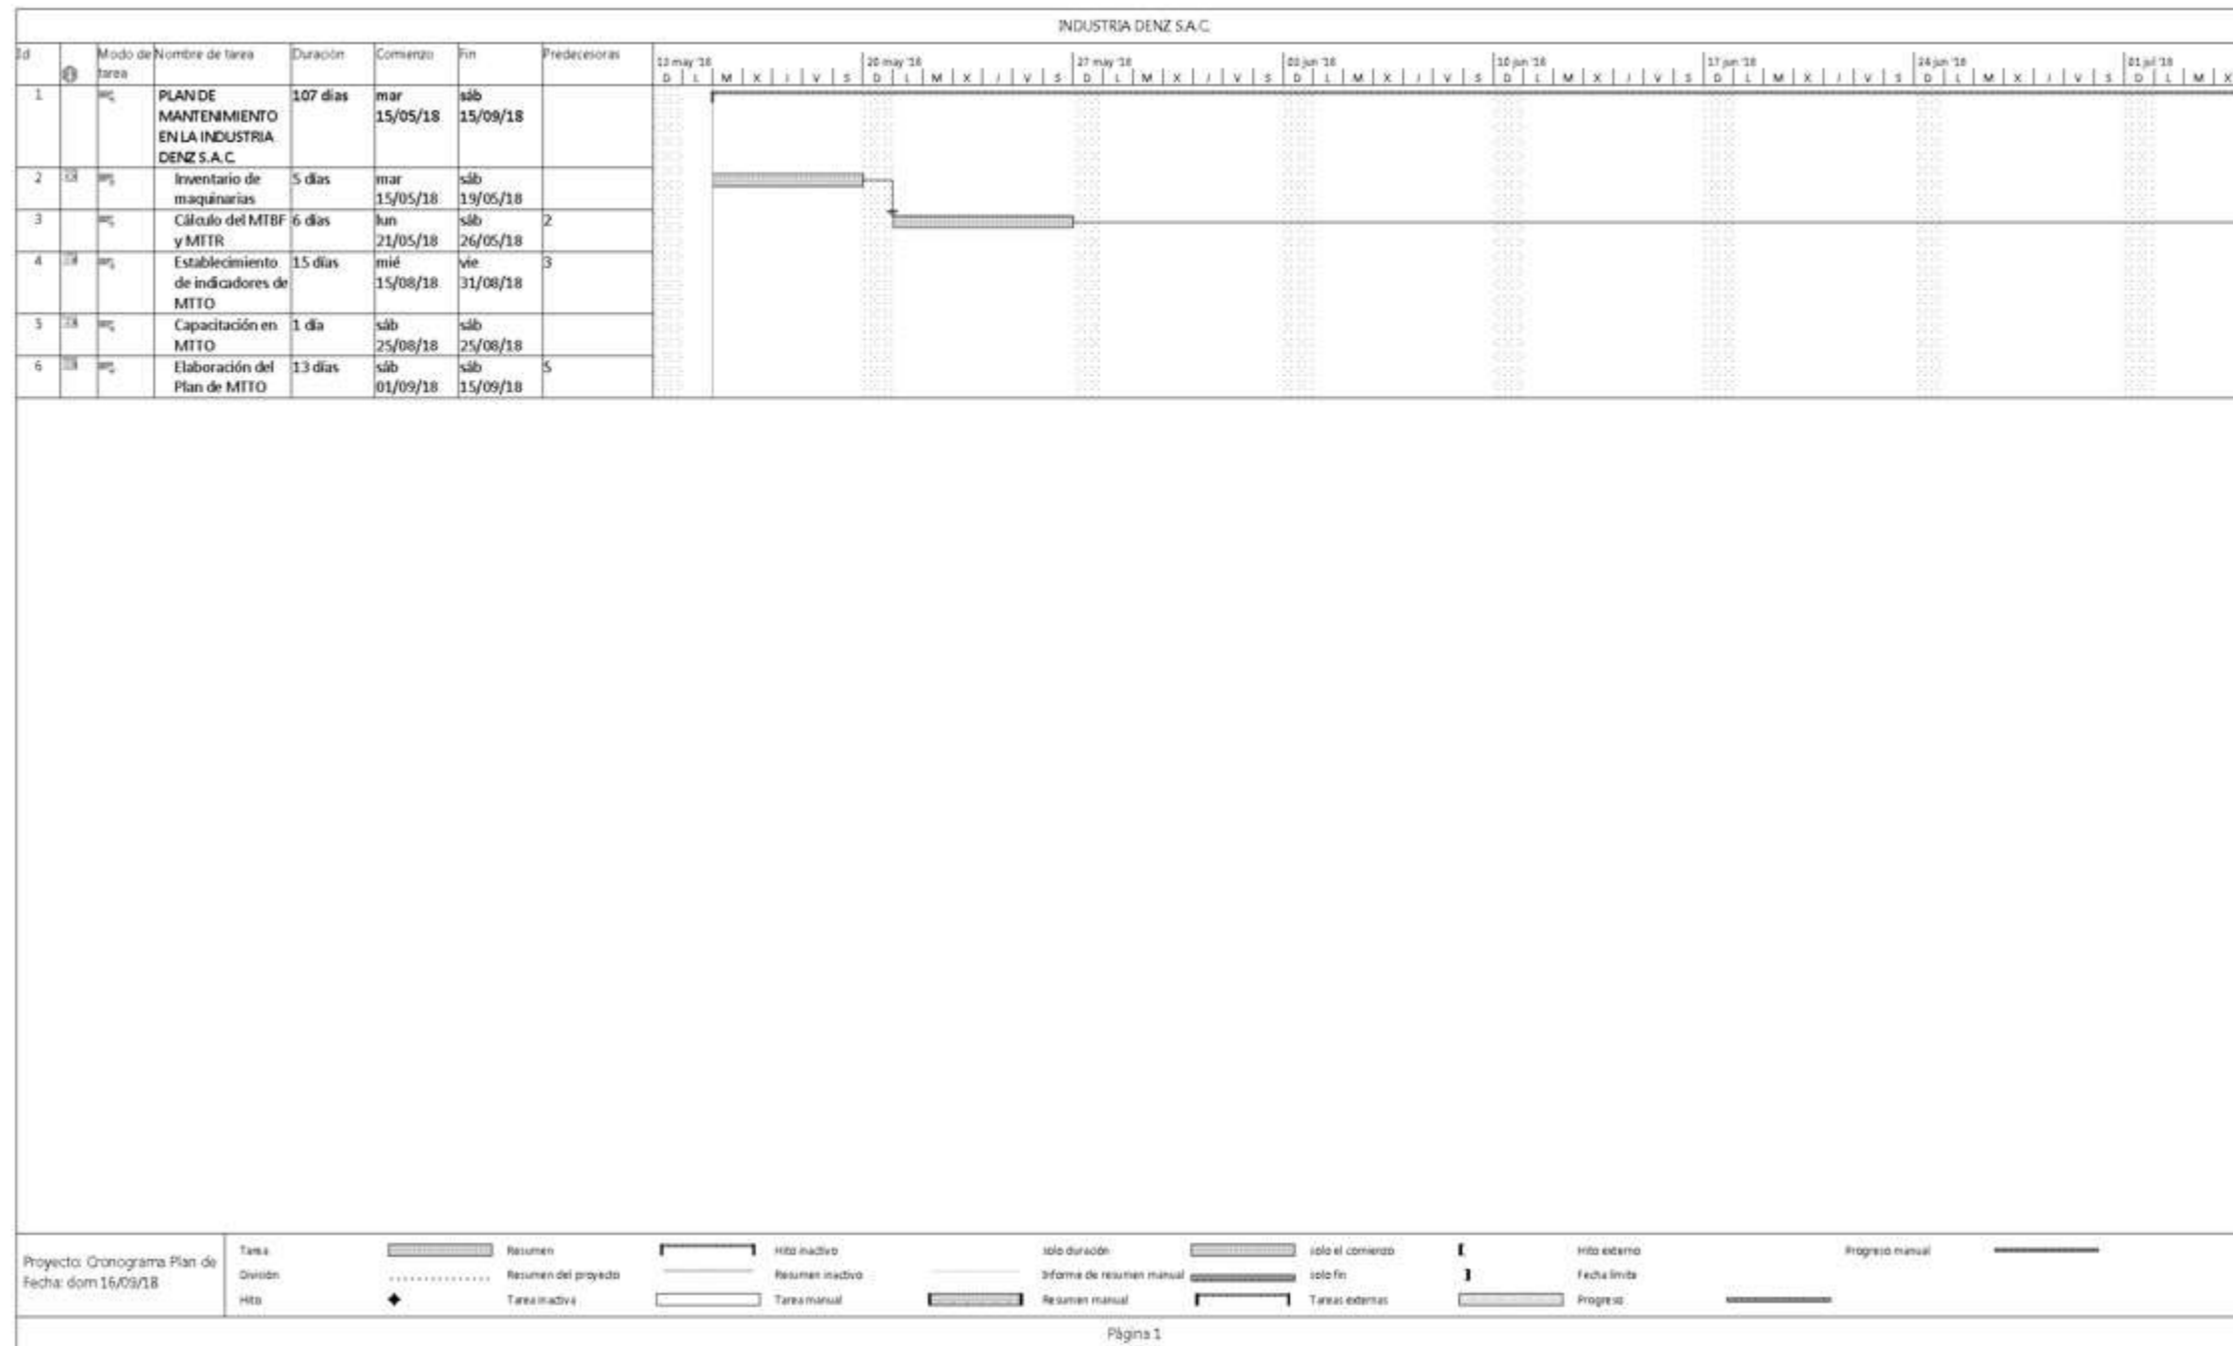 INDUSTRIA DENZ S.A.C.
Id Modo de tarea Nombre de tarea Duración Comienzo Fin Predecesoras
13 may '18 20 may '18 27 may '18 03 jun '18 10 jun '18 17 jun '18 24 jun '18 01 jul '18
D L M X J V S D L M X J V S D L M X J V S D L M X J V S D L M X J V S D L M X J V S D L M X J V S D L M X
1 PLAN DE MANTENIMIENTO EN LA INDUSTRIA DENZ S.A.C. 107 días mar 15/05/18 sáb 15/09/18
2 Inventario de maquinarias 5 días mar 15/05/18 sáb 19/05/18
3 Cálculo del MTBF y MTTR 6 días lun 21/05/18 sáb 26/05/18 2
4 Establecimiento de indicadores de MTTO 15 días mié 15/08/18 vie 31/08/18 3
5 Capacitación en MTTO 1 día sáb 25/08/18 sáb 25/08/18
6 Elaboración del Plan de MTTO 13 días sáb 01/09/18 sáb 15/09/18 5
Proyecto: Cronograma Plan de
Fecha: dom 16/09/18
Tarea Resumen Hito inactivo solo duración solo el comienzo Hito externo Progreso manual
División Resumen del proyecto Resumen inactivo Informe de resumen manual solo fin Fecha límite
Hito Tarea inactiva Tarea manual Resumen manual Tareas externas Progreso
Página 1